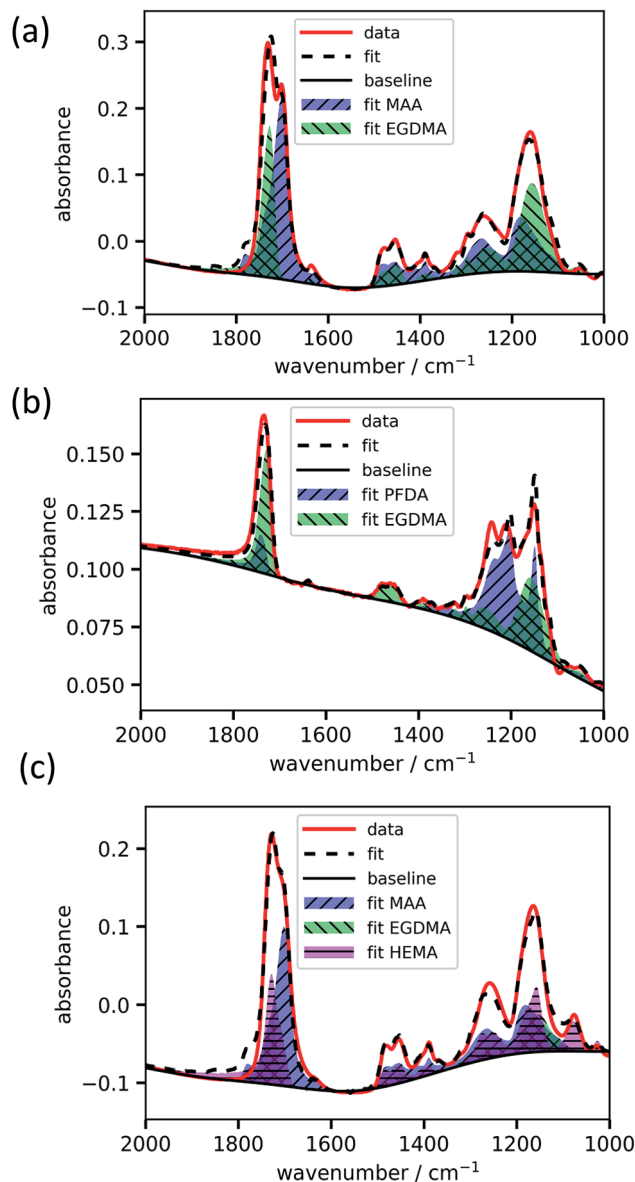 (a)
0.3
0.2
0.1
0.0
−0.1
absorbance
data
fit
baseline
fit MAA
fit EGDMA
2000 1800 1600 1400 1200 1000
wavenumber / cm⁻¹
(b)
0.150
0.125
0.100
0.075
0.050
absorbance
data
fit
baseline
fit PFDA
fit EGDMA
2000 1800 1600 1400 1200 1000
wavenumber / cm⁻¹
(c)
0.2
0.1
0.0
−0.1
absorbance
data
fit
baseline
fit MAA
fit EGDMA
fit HEMA
2000 1800 1600 1400 1200 1000
wavenumber / cm⁻¹